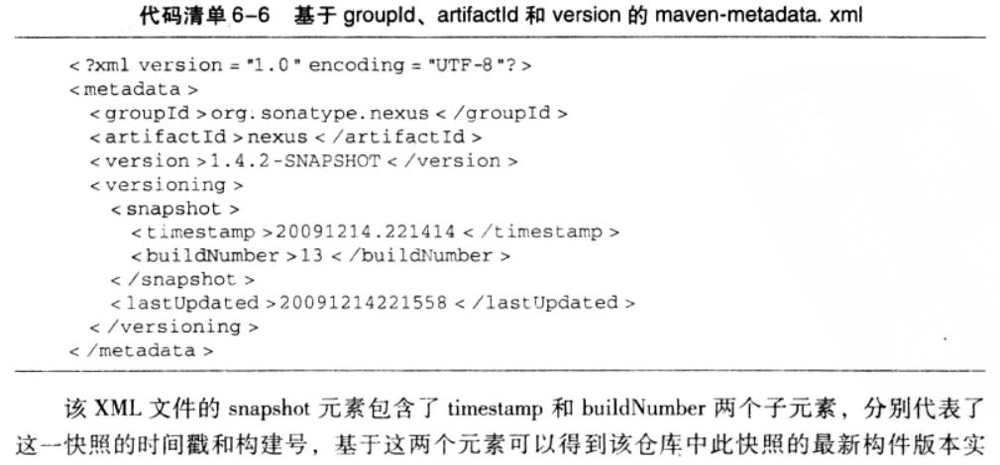 代码清单 6-6 基于 groupId、artifactId 和 version 的 maven-metadata. xml
<?xml version = "1.0" encoding = "UTF-8"?>
<metadata>
<groupId>org.sonatype.nexus</groupId>
<artifactId>nexus</artifactId>
<version>1.4.2-SNAPSHOT</version>
<versioning>
<snapshot>
<timestamp>20091214.221414</timestamp>
<buildNumber>13</buildNumber>
</snapshot>
<lastUpdated>20091214221558</lastUpdated>
</versioning>
</metadata>
该 XML 文件的 snapshot 元素包含了 timestamp 和 buildNumber 两个子元素，分别代表了
这一快照的时间戳和构建号，基于这两个元素可以得到该仓库中此快照的最新构件版本实